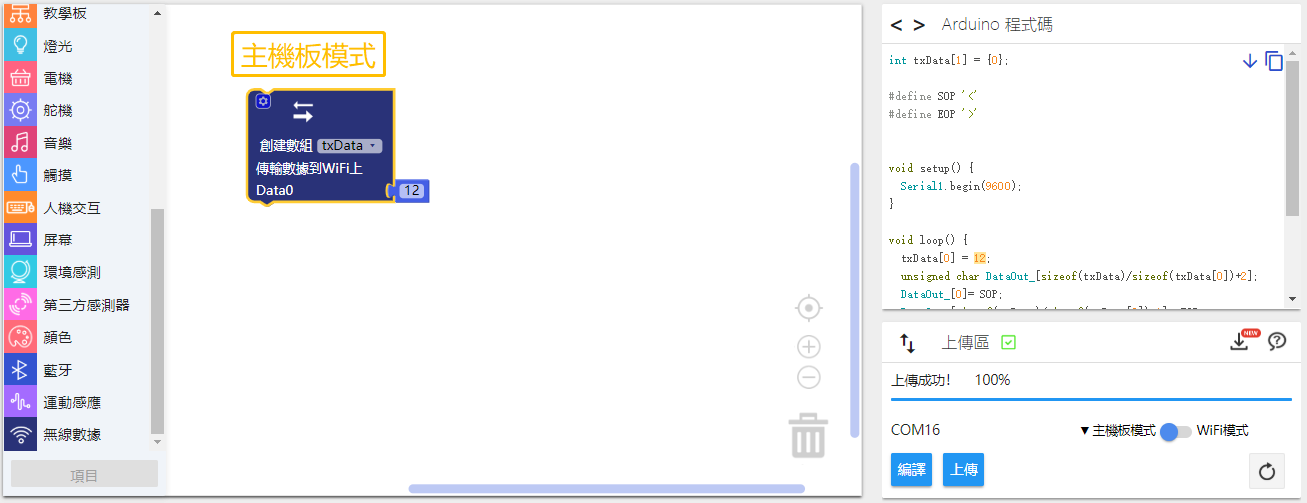 教學板
燈光
電機
舵機
音樂
觸摸
人機交互
屏幕
環境感測
第三方感測器
顔色
藍牙
運動感應
無線數據
項目
主機板模式
創建數組 txData
傳輸數據到WiFi上
Data0 12
< > Arduino 程式碼
int txData[1] = {0};
#define SOP '<'
#define EOP '>'
void setup() {
Serial1.begin(9600);
}
void loop() {
txData[0] = 12;
unsigned char DataOut_[sizeof(txData)/sizeof(txData[0])+2];
DataOut_[0]= SOP;
上傳區
NEW
上傳成功! 100%
COM16 ▼主機板模式 WiFi模式
編譯 上傳